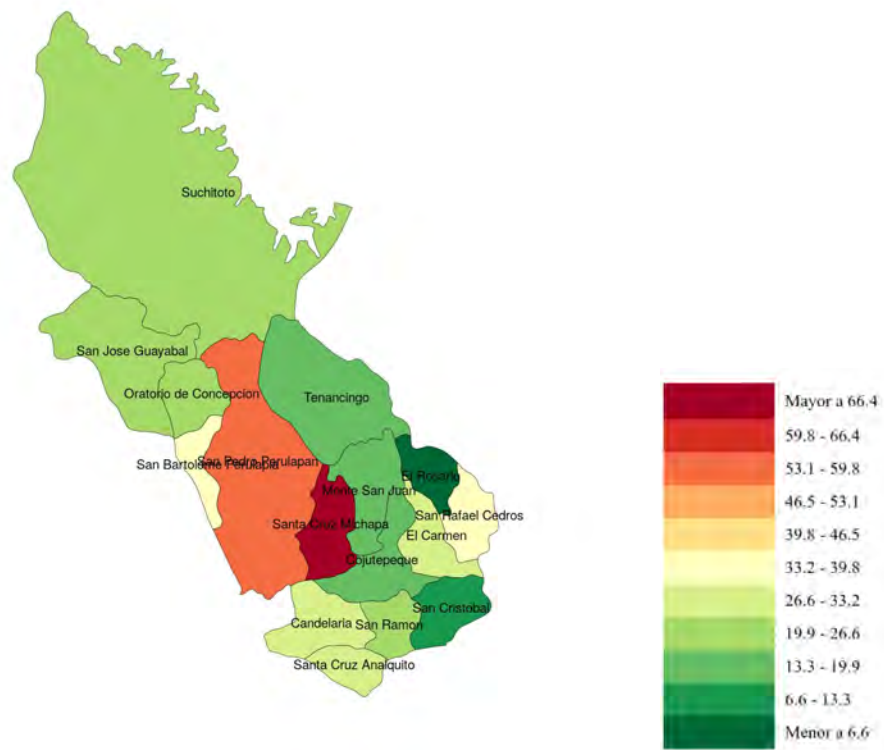 Suchitoto
San Jose Guayabal
Oratorio de Concepcion
Tenancingo
San Pedro Perulapan
San Bartolome Perulapia
El Rosario
Monte San Juan
San Rafael Cedros
Santa Cruz Michapa
El Carmen
Cojutepeque
San Cristobal
Candelaria
San Ramon
Santa Cruz Analquito
Mayor a 66.4
59.8 - 66.4
53.1 - 59.8
46.5 - 53.1
39.8 - 46.5
33.2 - 39.8
26.6 - 33.2
19.9 - 26.6
13.3 - 19.9
6.6 - 13.3
Menor a 6.6